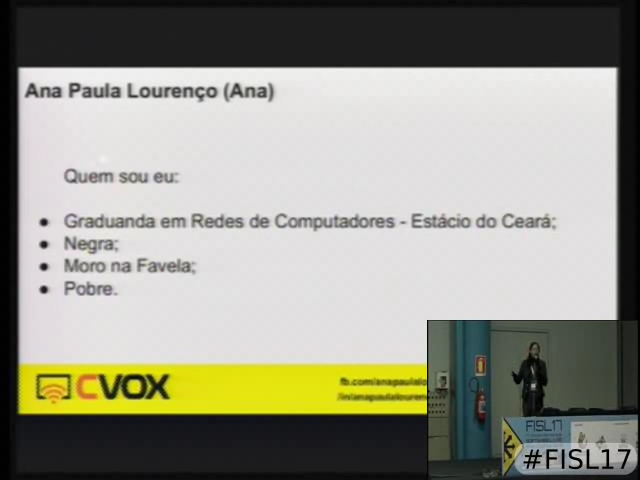 Ana Paula Lourenço (Ana)
Quem sou eu:
Graduanda em Redes de Computadores - Estácio do Ceará;
Negra;
Moro na Favela;
Pobre.
CVOX
FISL17
#FISL17